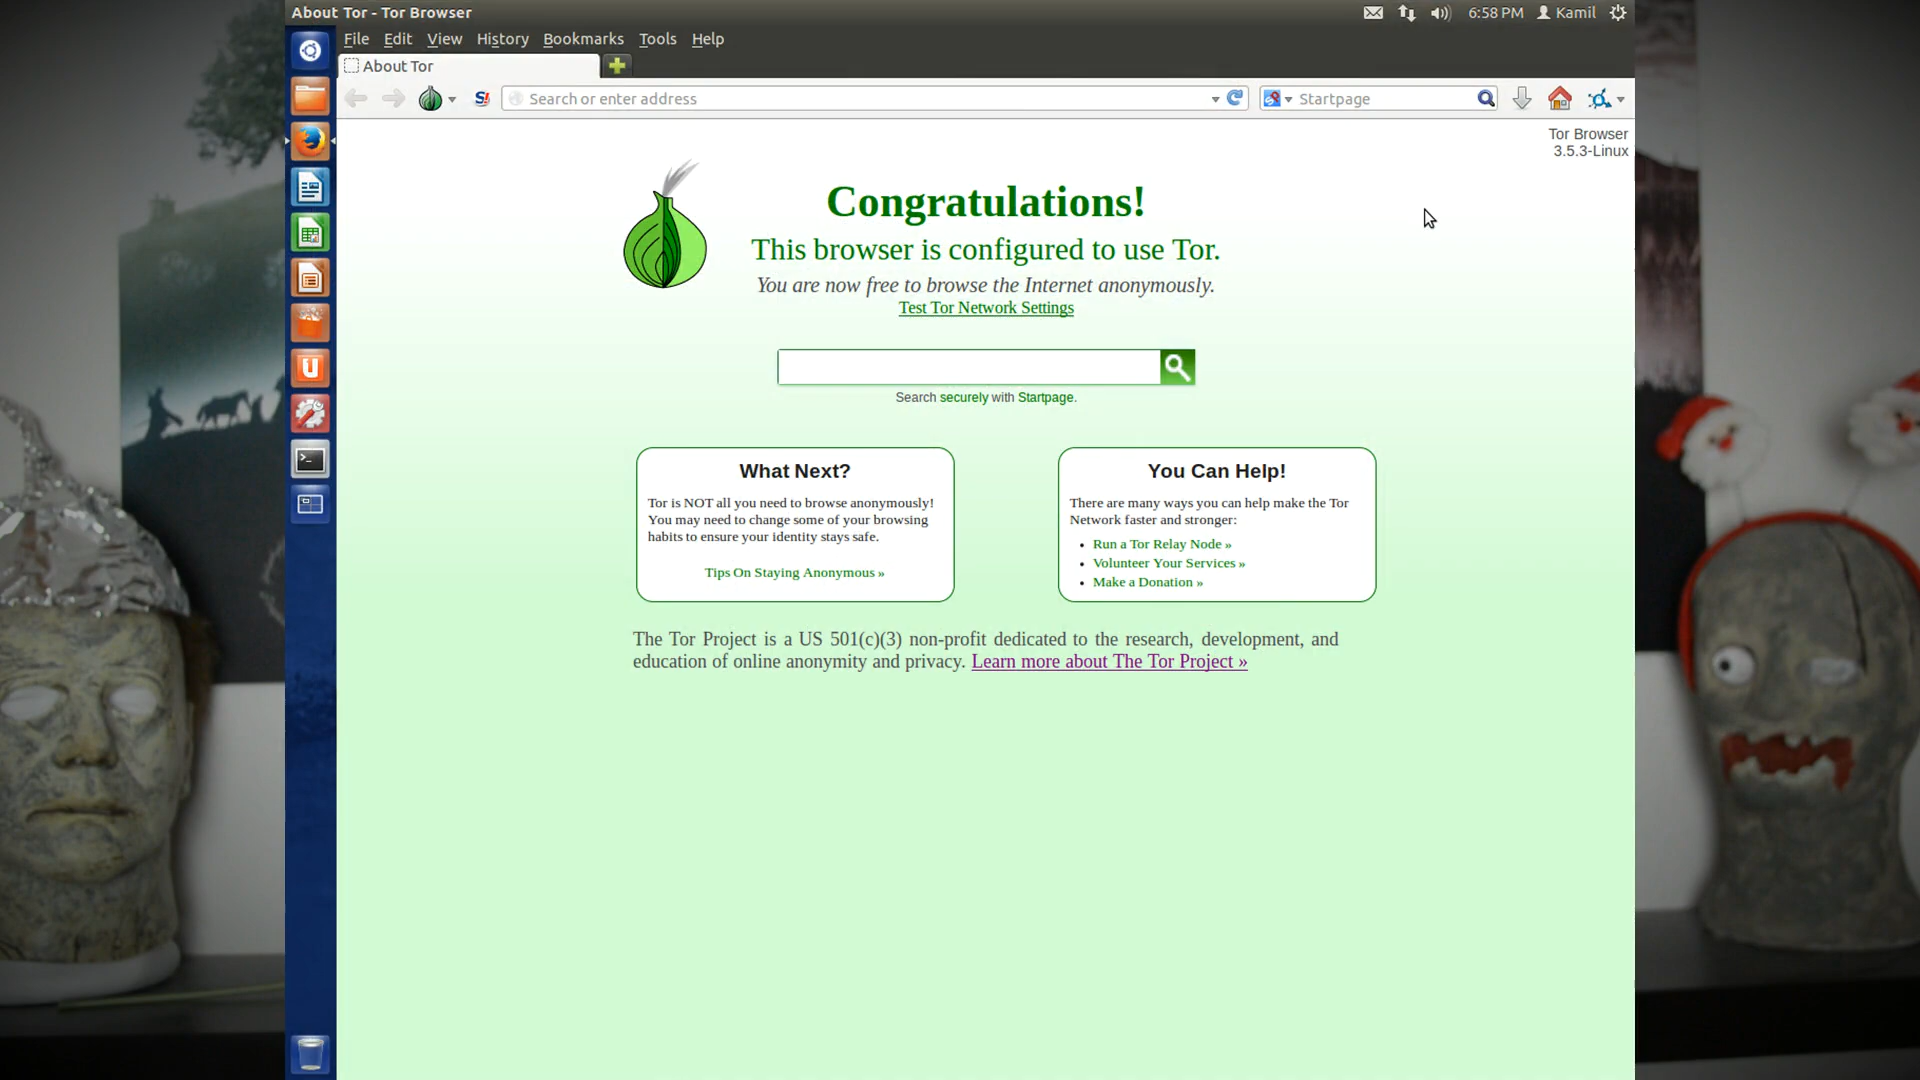 About Tor - Tor Browser
6:58 PM Kamil
File Edit View History Bookmarks Tools Help
About Tor
S!
Search or enter address
Startpage
Tor Browser
3.5.3-Linux
Congratulations!
This browser is configured to use Tor.
You are now free to browse the Internet anonymously.
Test Tor Network Settings
Search securely with Startpage.
What Next?
Tor is NOT all you need to browse anonymously!
You may need to change some of your browsing
habits to ensure your identity stays safe.
Tips On Staying Anonymous »
You Can Help!
There are many ways you can help make the Tor
Network faster and stronger:
• Run a Tor Relay Node »
• Volunteer Your Services »
• Make a Donation »
The Tor Project is a US 501(c)(3) non-profit dedicated to the research, development, and
education of online anonymity and privacy. Learn more about The Tor Project »
U
>_